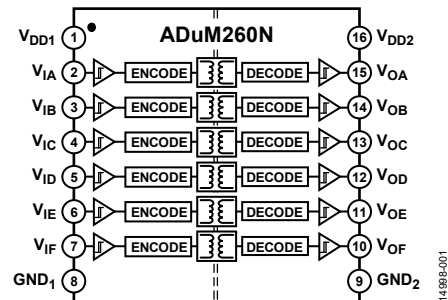 ADuM260N
VDD1 1 16 VDD2
VIA 2 ENCODE DECODE 15 VOA
VIB 3 ENCODE DECODE 14 VOB
VIC 4 ENCODE DECODE 13 VOC
VID 5 ENCODE DECODE 12 VOD
VIE 6 ENCODE DECODE 11 VOE
VIF 7 ENCODE DECODE 10 VOF
GND1 8 9 GND2
14998-001